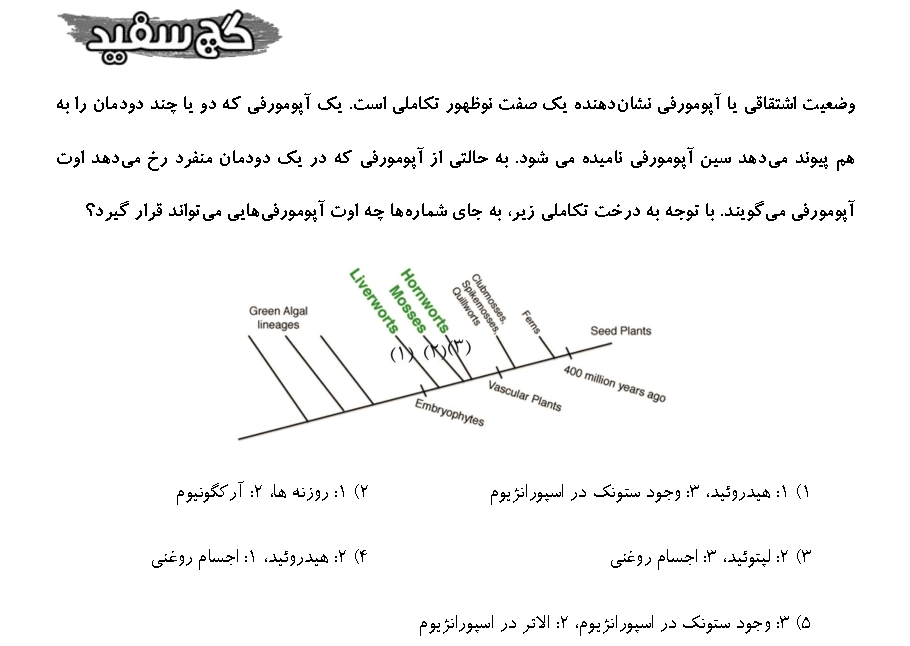 گچ سفید
وضعیت اشتقاقی یا آپومورفی نشان‌دهنده یک صفت نوظهور تکاملی است. یک آپومورفی که دو یا چند دودمان را به
هم پیوند می‌دهد سین آپومورفی نامیده می شود. به حالتی از آپومورفی که در یک دودمان منفرد رخ می‌دهد اوت
آپومورفی می‌گویند. با توجه به درخت تکاملی زیر، به جای شماره‌ها چه اوت آپومورفی‌هایی می‌تواند قرار گیرد؟
Green Algal
lineages
Liverworts
Mosses
Hornworts
Clubmosses,
Spikemosses,
Quillworts
Ferns
Seed Plants
(۱) (۲) (۳)
400 million years ago
Vascular Plants
Embryophytes
۱) ۱: هیدروئید، ۳: وجود ستونک در اسپورانژیوم
۲) ۱: روزنه ها، ۲: آرکگونیوم
۳) ۲: لپتوئید، ۳: اجسام روغنی
۴) ۲: هیدروئید، ۱: اجسام روغنی
۵) ۳: وجود ستونک در اسپورانژیوم، ۲: الاتر در اسپورانژیوم